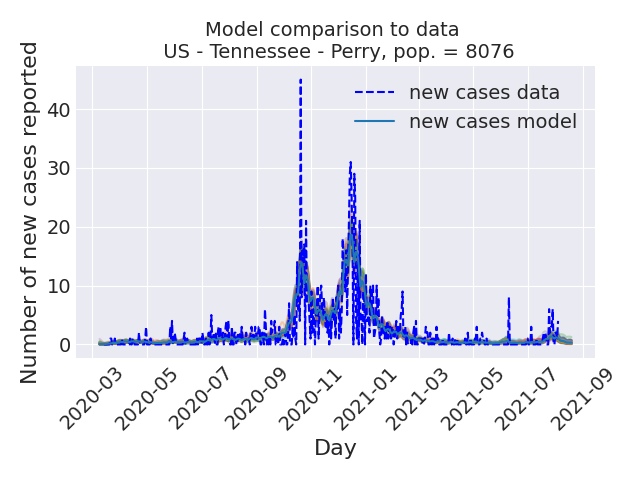 Model comparison to data
US - Tennessee - Perry, pop. = 8076
Number of new cases reported
40
30
20
10
0
new cases data
new cases model
2020-03
2020-05
2020-07
2020-09
2020-11
2021-01
2021-03
2021-05
2021-07
2021-09
Day